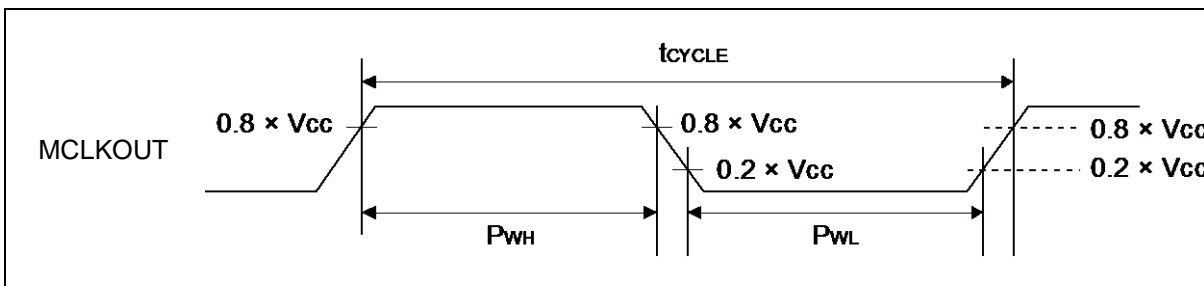 tCYCLE
0.8 × Vcc
0.8 × Vcc
0.8 × Vcc
MCLKOUT
0.2 × Vcc
0.2 × Vcc
PWH
PWL